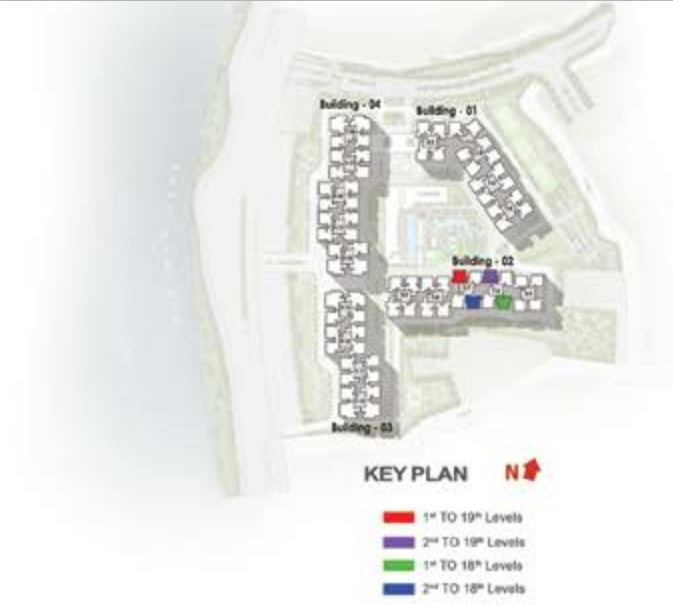 Building - 04
Building - 01
Building - 02
Building - 03
KEY PLAN N
1st TO 19th Levels
2nd TO 19th Levels
1st TO 18th Levels
2nd TO 18th Levels